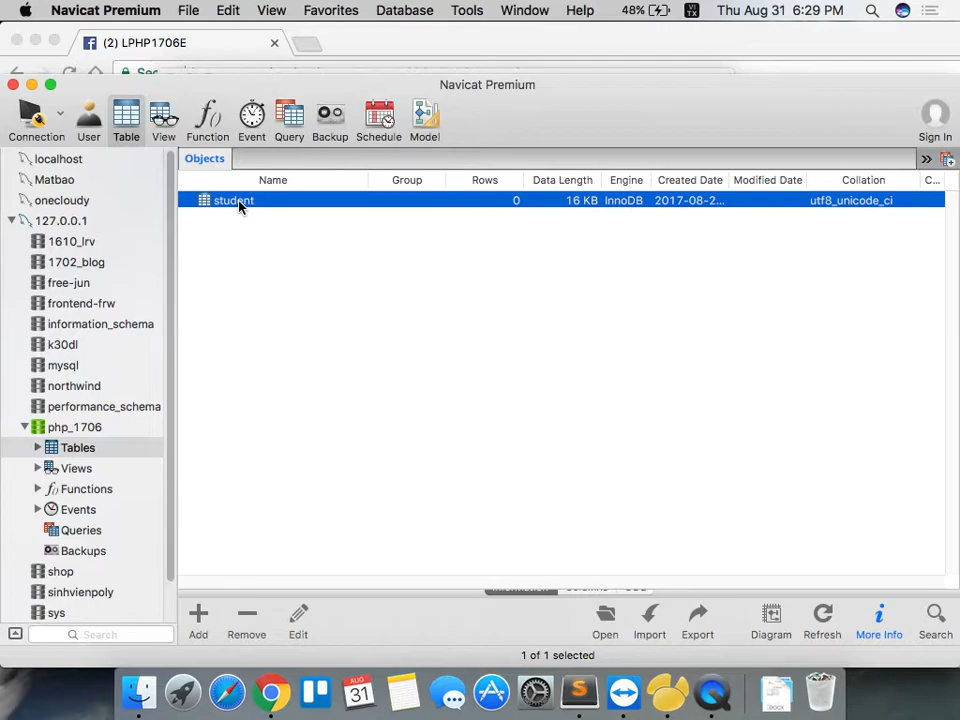 Navicat Premium File Edit View Favorites Database Tools Window Help 48% VI TX Thu Aug 31 6:29 PM
(2) LPHP1706E
Navicat Premium
Connection User Table View Function Event Query Backup Schedule Model Sign In
Objects
Name Group Rows Data Length Engine Created Date Modified Date Collation C...
student 0 16 KB InnoDB 2017-08-2... utf8_unicode_ci
localhost
Matbao
onecloudy
127.0.0.1
1610_lrv
1702_blog
free-jun
frontend-frw
information_schema
k30dl
mysql
northwind
performance_schema
php_1706
Tables
Views
Functions
Events
Queries
Backups
shop
sinhvienpoly
sys
Search
Add Remove Edit Open Import Export Diagram Refresh More Info Search
1 of 1 selected
AUG
31
DOCX